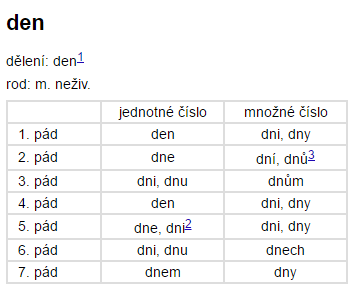 den
dělení: den1
rod: m. neživ.
jednotné číslo množné číslo
1. pád den dni, dny
2. pád dne dní, dnů3
3. pád dni, dnu dnům
4. pád den dni, dny
5. pád dne, dni2 dni, dny
6. pád dni, dnu dnech
7. pád dnem dny